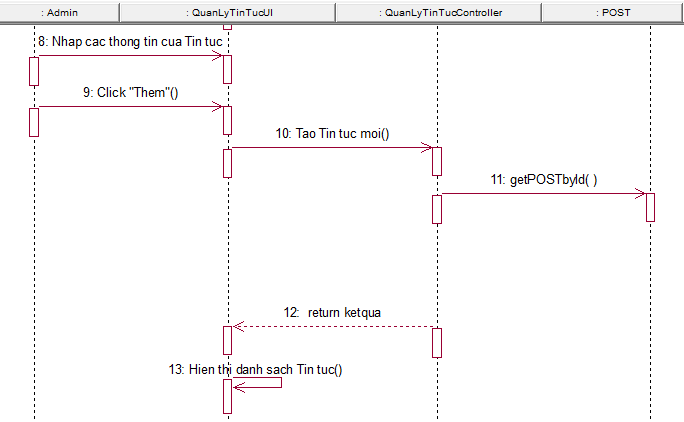 : Admin
: QuanLyTinTucUI
: QuanLyTinTucController
: POST
8: Nhap cac thong tin cua Tin tuc
9: Click "Them"()
10: Tao Tin tuc moi()
11: getPOSTbyId( )
12: return ketqua
13: Hien thi danh sach Tin tuc()